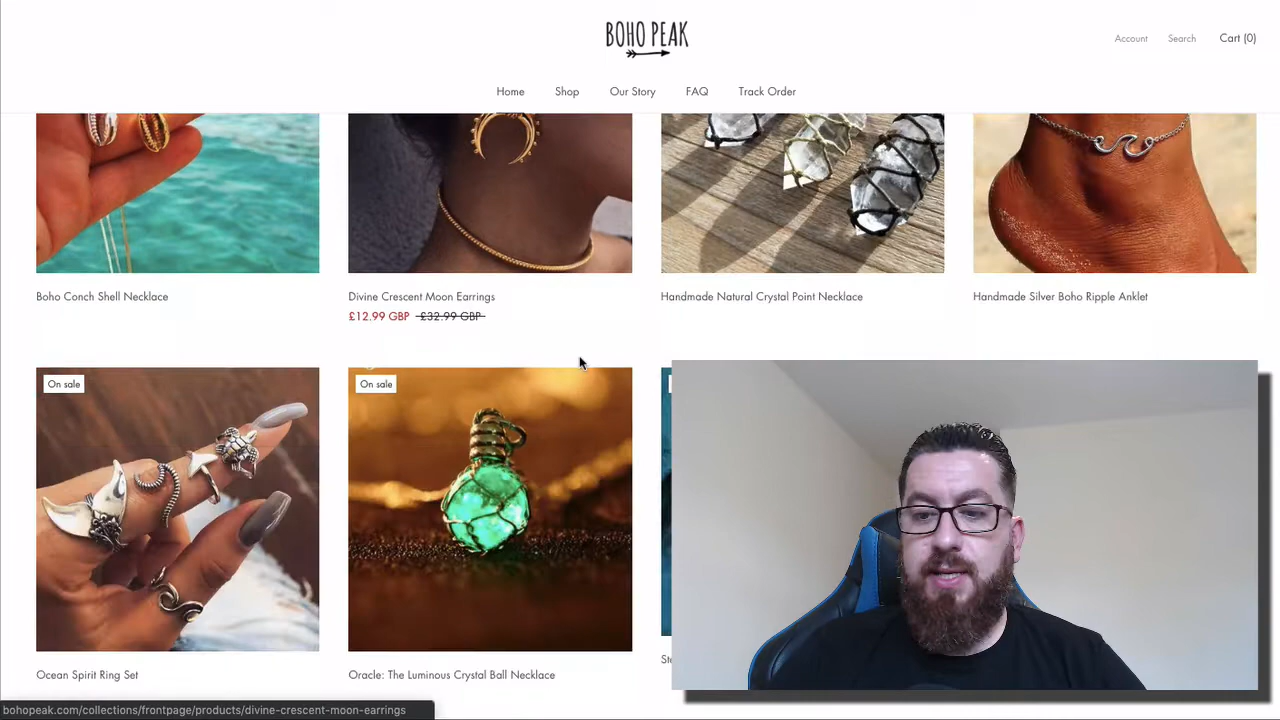 BOHO PEAK
Account Search Cart (0)
Home Shop Our Story FAQ Track Order
Boho Conch Shell Necklace
Divine Crescent Moon Earrings
£12.99 GBP £32.99 GBP
Handmade Natural Crystal Point Necklace
Handmade Silver Boho Ripple Anklet
On sale
On sale
Ocean Spirit Ring Set
Oracle: The Luminous Crystal Ball Necklace
bohopeak.com/collections/frontpage/products/divine-crescent-moon-earrings